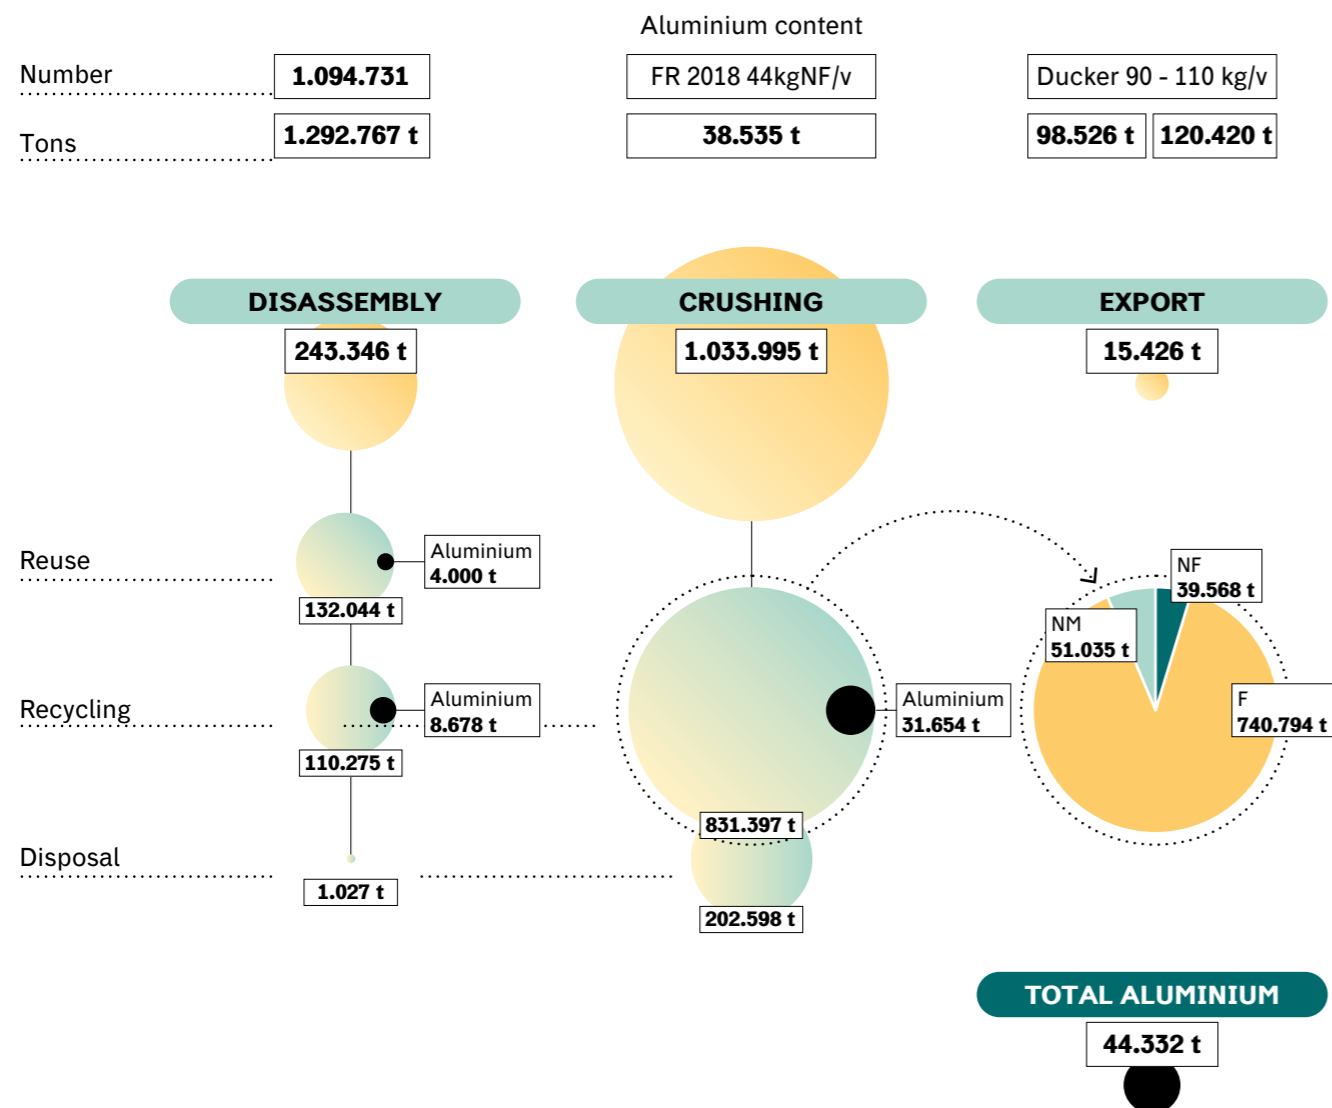 Aluminium content
Number
1.094.731
FR 2018 44kgNF/v
Ducker 90 - 110 kg/v
Tons
1.292.767 t
38.535 t
98.526 t
120.420 t
DISASSEMBLY
CRUSHING
EXPORT
243.346 t
1.033.995 t
15.426 t
Reuse
Aluminium
4.000 t
132.044 t
NF
39.568 t
NM
51.035 t
Recycling
Aluminium
8.678 t
Aluminium
31.654 t
F
740.794 t
110.275 t
831.397 t
Disposal
1.027 t
202.598 t
TOTAL ALUMINIUM
44.332 t